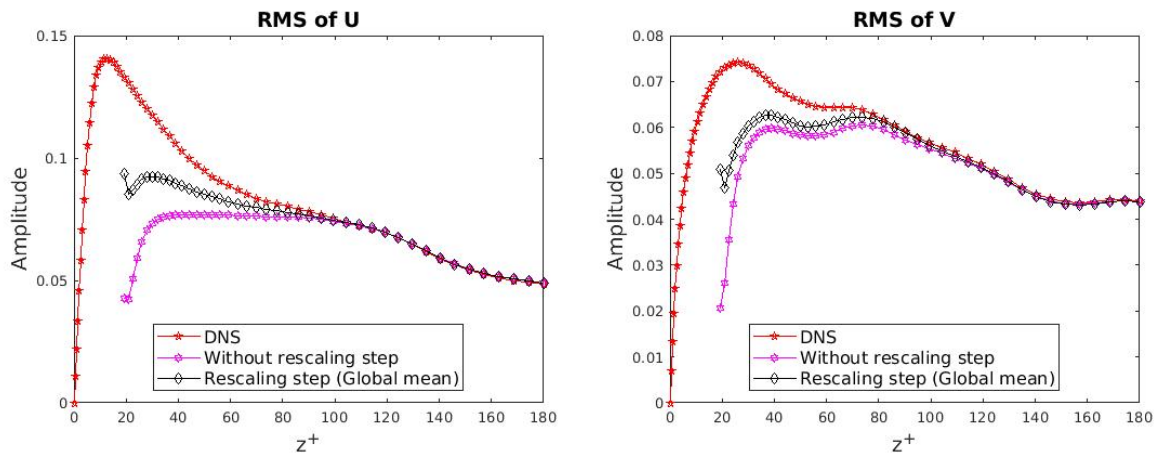 RMS of U
0.15
0.1
0.05
0
Amplitude
DNS
Without rescaling step
Rescaling step (Global mean)
0 20 40 60 80 100 120 140 160 180
z+
RMS of V
0.08
0.07
0.06
0.05
0.04
0.03
0.02
0.01
0.00
Amplitude
DNS
Without rescaling step
Rescaling step (Global mean)
0 20 40 60 80 100 120 140 160 180
z+